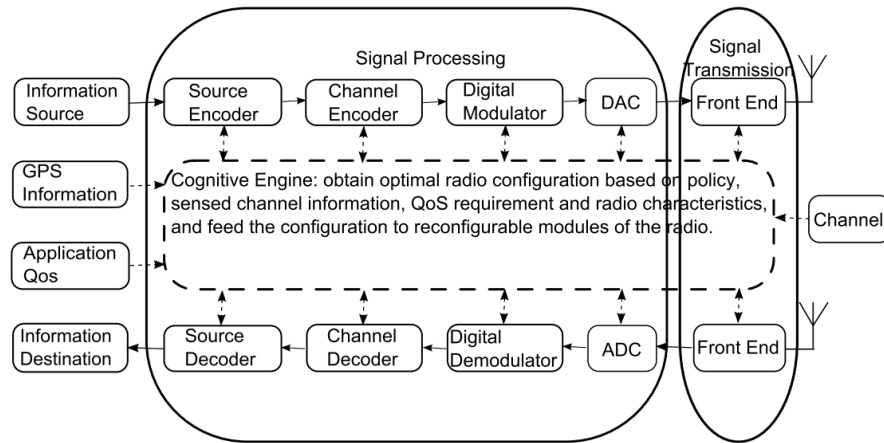 Signal Processing
Signal
Transmission
Information
Source
Source
Encoder
Channel
Encoder
Digital
Modulator
DAC
Front End
GPS
Information
Cognitive Engine: obtain optimal radio configuration based on policy,
sensed channel information, QoS requirement and radio characteristics,
and feed the configuration to reconfigurable modules of the radio.
Channel
Application
Qos
Information
Destination
Source
Decoder
Channel
Decoder
Digital
Demodulator
ADC
Front End